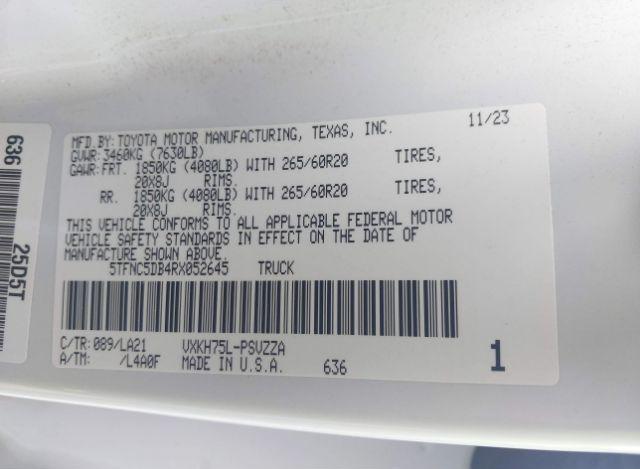 MFD.BY:TOYOTA MOTOR MANUFACTURING, TEXAS, INC. 11/23
GVWR:3460KG (7630LB)
GAWR:FRT. 1850KG (4080LB) WITH 265/60R20 TIRES,
20X8J RIMS.
RR. 1850KG (4080LB) WITH 265/60R20 TIRES,
20X8J RIMS.
THIS VEHICLE CONFORMS TO ALL APPLICABLE FEDERAL MOTOR
VEHICLE SAFETY STANDARDS IN EFFECT ON THE DATE OF
MANUFACTURE SHOWN ABOVE.
5TFNC5DB4RX052645 TRUCK
C/TR:089/LA21 VXKH75L-PSVZZA
A/TM: /L4A0F MADE IN U.S.A. 636 1
636
25D5T